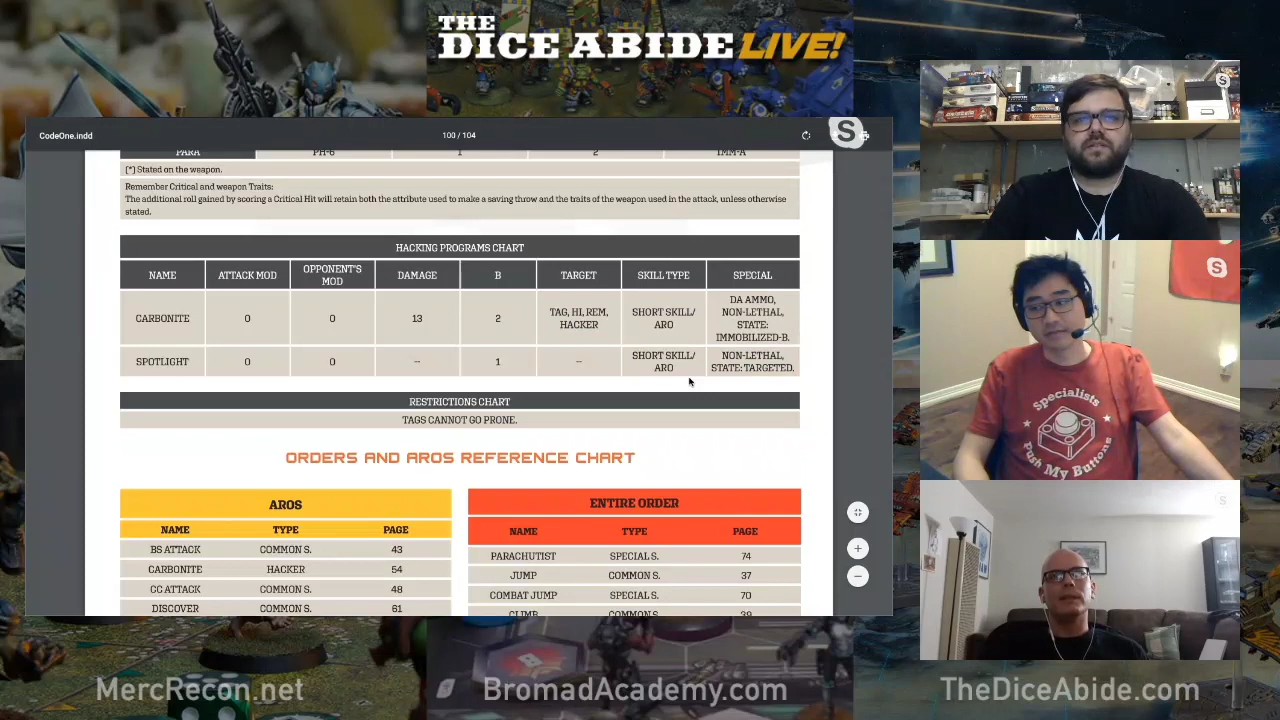 THE
DICE ABIDE LIVE!
CodeOne.indd
100 / 104
S
PARA PH-6 1 2 IMM-A
(*) Stated on the weapon.
Remember Critical and weapon Traits:
The additional roll gained by scoring a Critical Hit will retain both the attribute used to make a saving throw and the traits of the weapon used in the attack, unless otherwise
stated.
HACKING PROGRAMS CHART
NAME ATTACK MOD OPPONENT'S MOD DAMAGE B TARGET SKILL TYPE SPECIAL
CARBONITE 0 0 13 2 TAG, HI, REM, HACKER SHORT SKILL/ ARO DA AMMO, NON-LETHAL, STATE: IMMOBILIZED-B.
SPOTLIGHT 0 0 -- 1 -- SHORT SKILL/ ARO NON-LETHAL, STATE: TARGETED.
RESTRICTIONS CHART
TAGS CANNOT GO PRONE.
ORDERS AND AROS REFERENCE CHART
AROS
NAME TYPE PAGE
BS ATTACK COMMON S. 43
CARBONITE HACKER 54
CC ATTACK COMMON S. 48
DISCOVER COMMON S. 61
ENTIRE ORDER
NAME TYPE PAGE
PARACHUTIST SPECIAL S. 74
JUMP COMMON S. 37
COMBAT JUMP SPECIAL S. 70
CLIMB COMMON S. 39
S
S
Specialists
Push My Buttons
S
MercRecon.net
BromadAcademy.com
TheDiceAbide.com